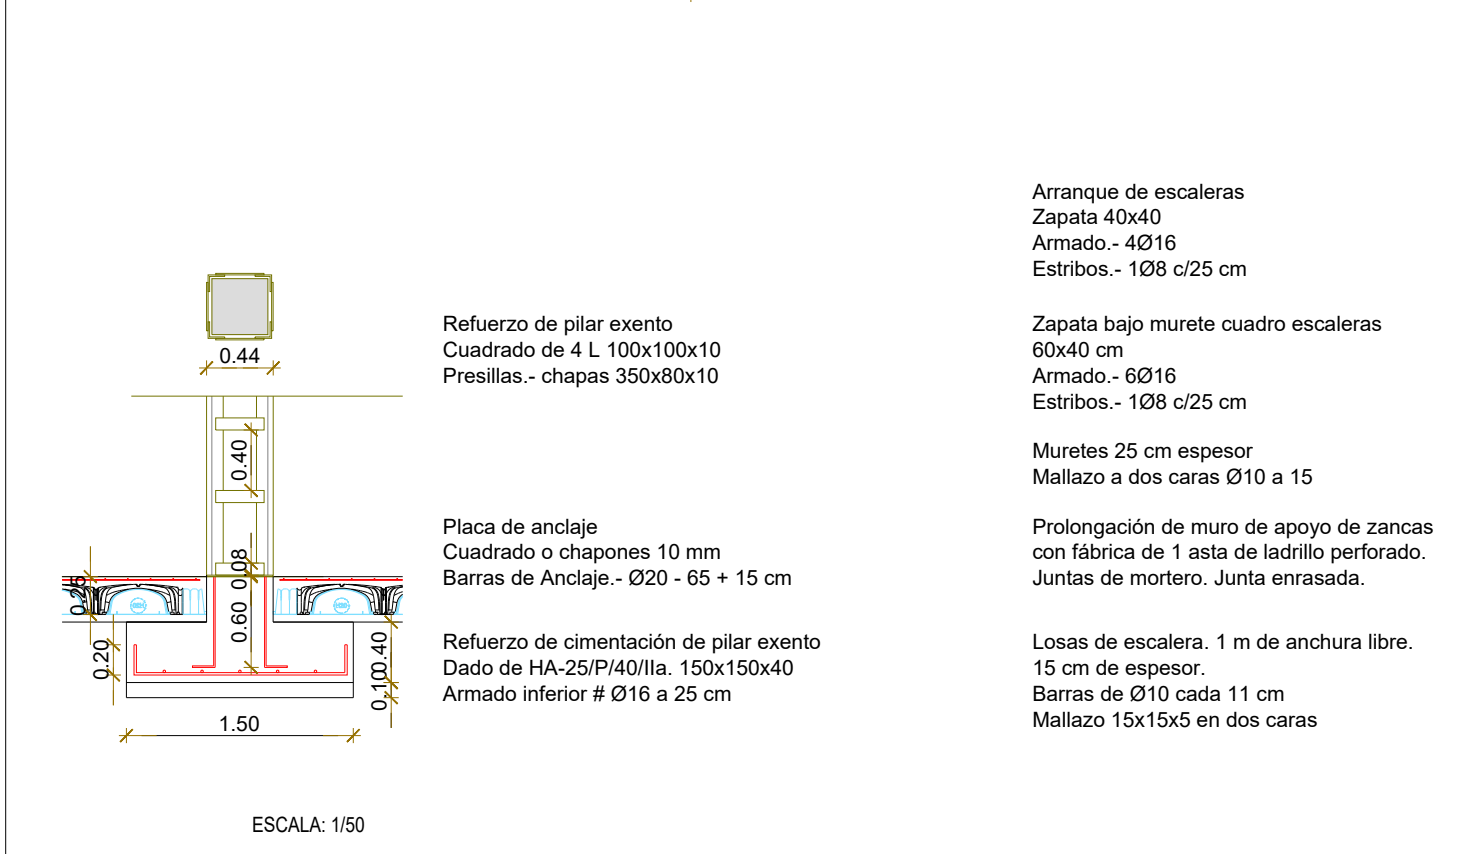 0.44
0.40
0.08
0.25
0.60
0.20
0.40
0.10
1.50
ESCALA: 1/50
Refuerzo de pilar exento
Cuadrado de 4 L 100x100x10
Presillas.- chapas 350x80x10
Placa de anclaje
Cuadrado o chapones 10 mm
Barras de Anclaje.- Ø20 - 65 + 15 cm
Refuerzo de cimentación de pilar exento
Dado de HA-25/P/40/IIa. 150x150x40
Armado inferior # Ø16 a 25 cm
Arranque de escaleras
Zapata 40x40
Armado.- 4Ø16
Estribos.- 1Ø8 c/25 cm
Zapata bajo murete cuadro escaleras
60x40 cm
Armado.- 6Ø16
Estribos.- 1Ø8 c/25 cm
Muretes 25 cm espesor
Mallazo a dos caras Ø10 a 15
Prolongación de muro de apoyo de zancas
con fábrica de 1 asta de ladrillo perforado.
Juntas de mortero. Junta enrasada.
Losas de escalera. 1 m de anchura libre.
15 cm de espesor.
Barras de Ø10 cada 11 cm
Mallazo 15x15x5 en dos caras